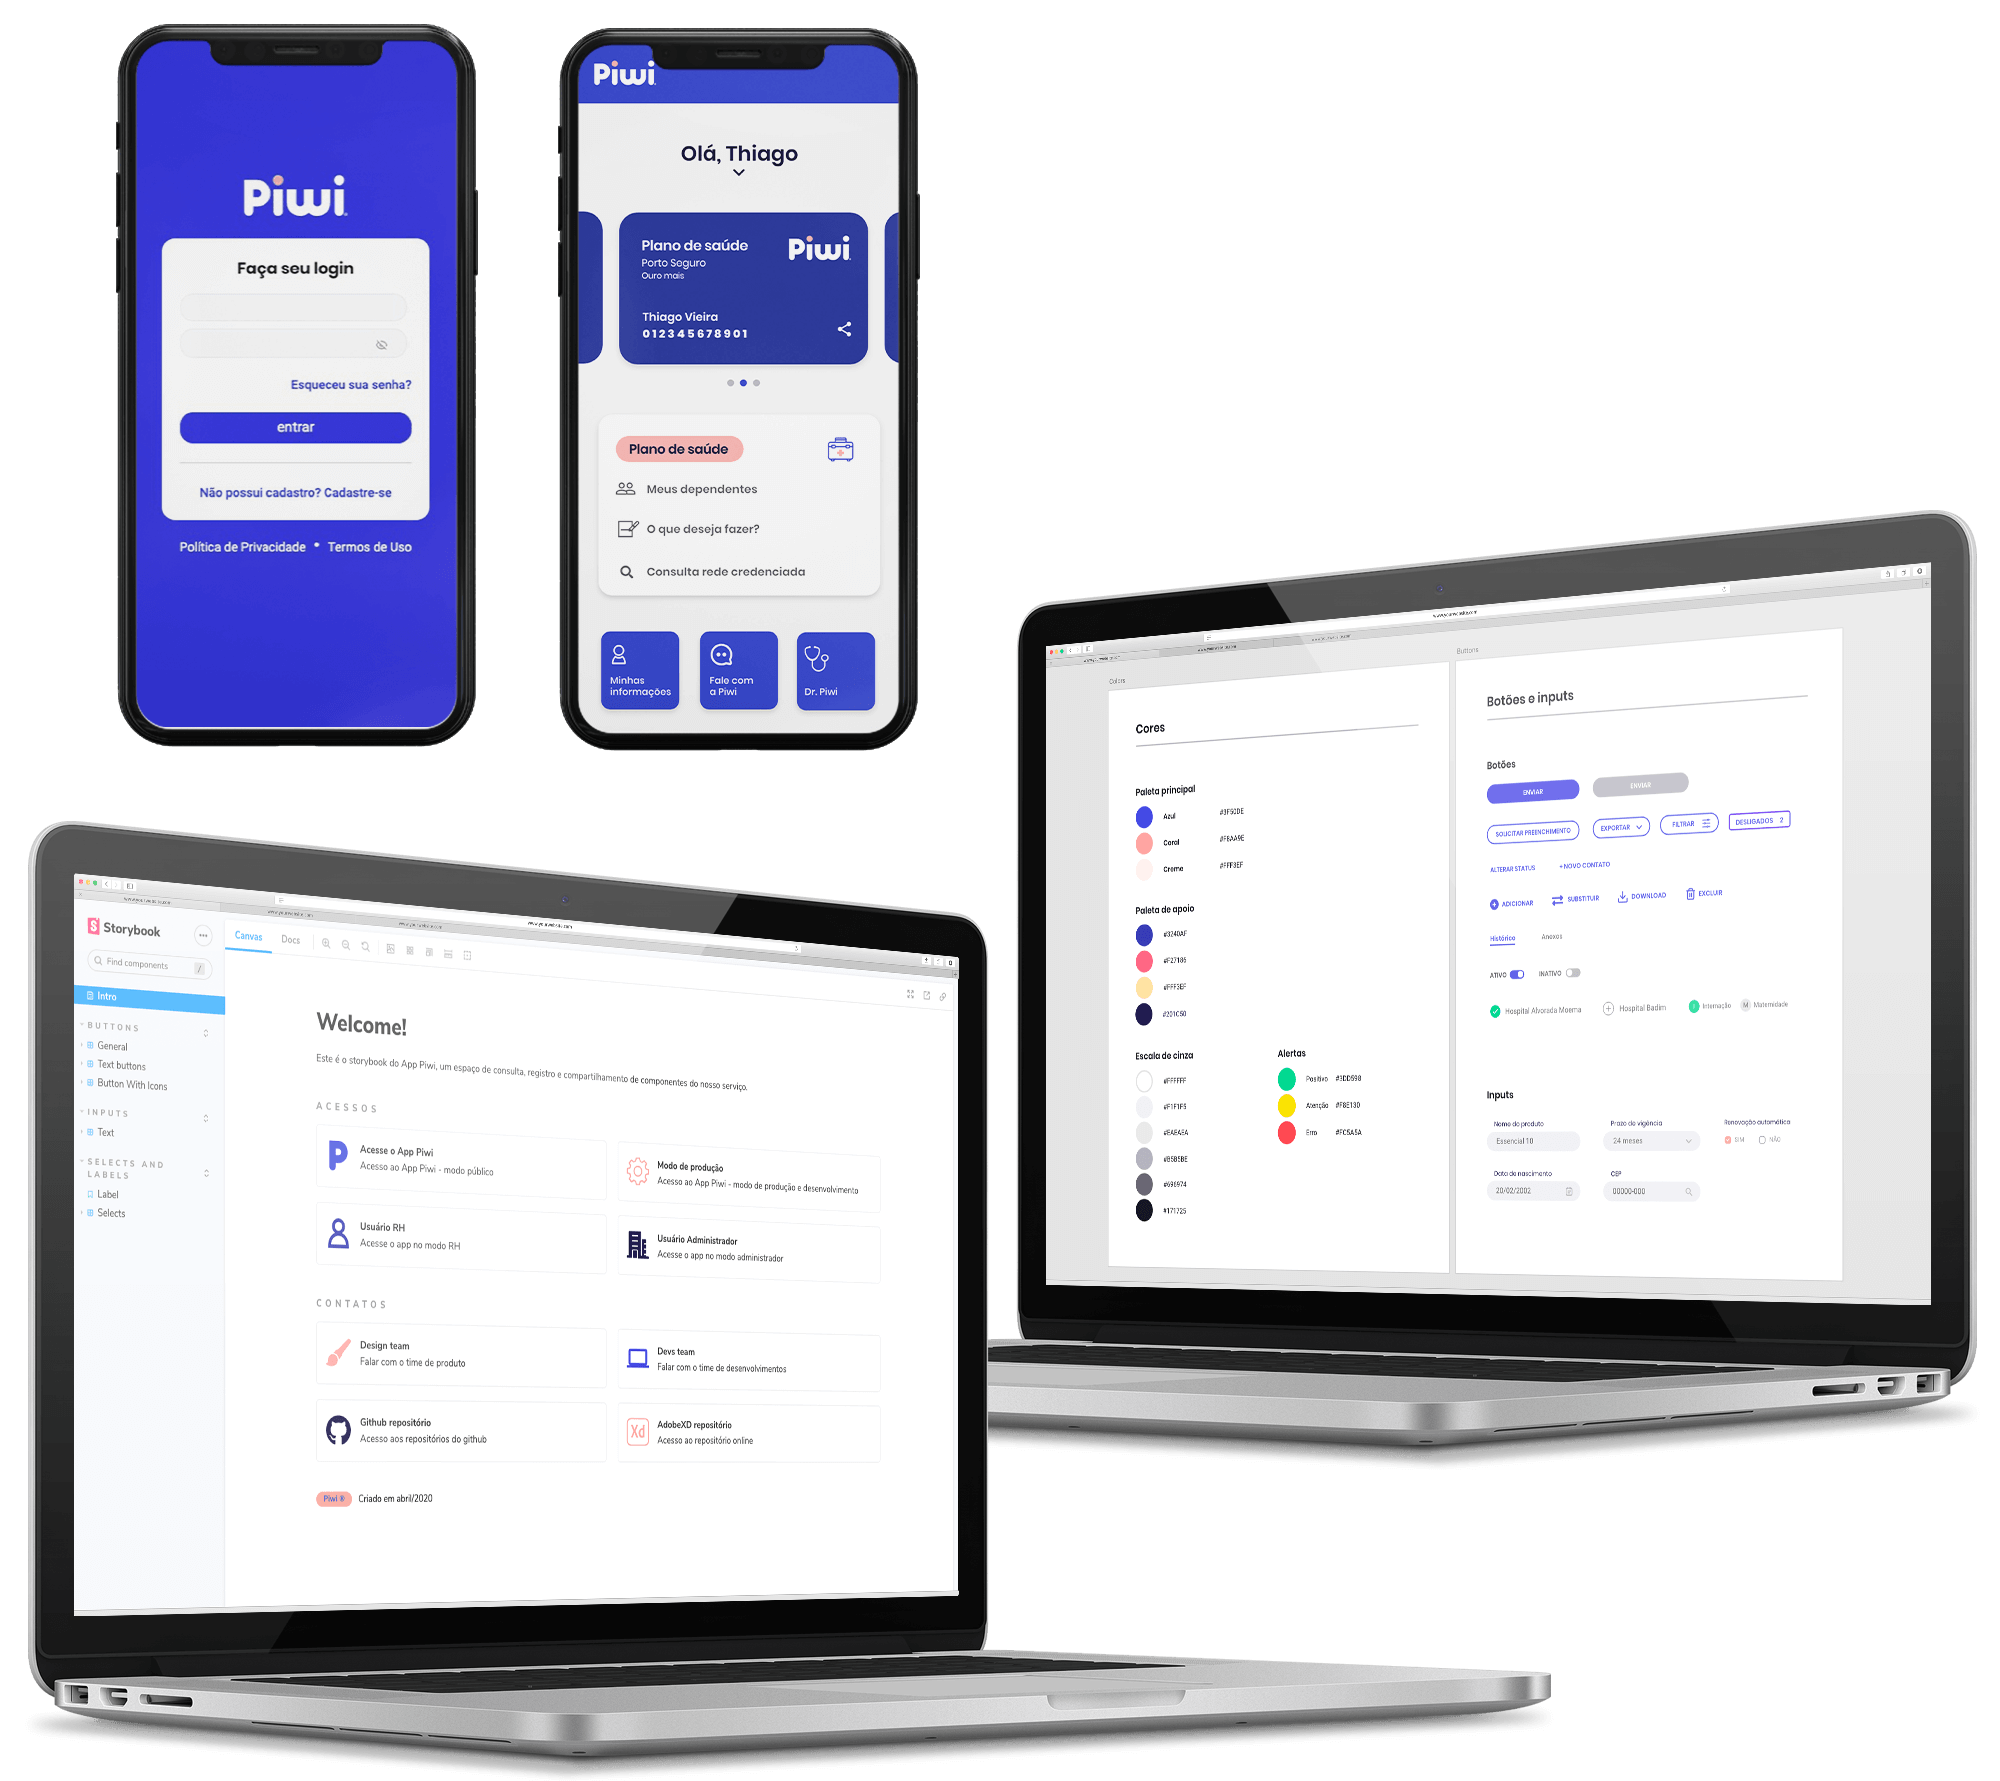 Piwi
Faça seu login
Esqueceu sua senha?
entrar
Não possui cadastro? Cadastre-se
Política de Privacidade • Termos de Uso
Piwi
Olá, Thiago
Plano de saúde
Piwi
Porto Seguro
Ouro mais
Thiago Vieira
012345678901
Plano de saúde
Meus dependentes
O que deseja fazer?
Consulta rede credenciada
Minhas
informações
Fale com
a Piwi
Dr. Piwi
Colors
Cores
Paleta principal
Azul #3F50DE
Coral
Creme #FFF3EF
Paleta de apoio
#3240AF
#F27186
#FFF3EF
#201C50
Escala de cinza
#FFFFFF
#F1F1F5
#EAEAEA
#B5B5BE
#696974
#171725
Alertas
Positivo #3DD598
Atenção #F8E13D
Erro #FC5A5A
Buttons
Botões e inputs
Botões
ENVIAR
ENVIAR
SOLICITAR PREENCHIMENTO
EXPORTAR
FILTRAR
DESLIGADOS 2
ALTERAR STATUS
+ NOVO CONTATO
ADICIONAR
SUBSTITUIR
DOWNLOAD
EXCLUIR
Histórico
Anexos
ATIVO
INATIVO
Hospital Alvorada Moema
Hospital Badim
Internação
M Maternidade
Inputs
Nome do produto
Essencial 10
Prazo de vigência
24 meses
Renovação automática
SIM
NÃO
Data de nascimento
20/02/2002
CEP
00000-000
Storybook
Find components
/
Intro
BUTTONS
General
Text buttons
Button With Icons
INPUTS
Text
SELECTS AND
LABELS
Label
Selects
www.yourwebsite.com
Canvas
Docs
Welcome!
Este é o storybook do App Piwi, um espaço de consulta, registro e compartilhamento de componentes do nosso serviço.
ACESSOS
Acesse o App Piwi
Acesso ao App Piwi - modo público
Modo de produção
Acesso ao App Piwi - modo de produção e desenvolvimento
Usuário RH
Acesse o app no modo RH
Usuário Administrador
Acesse o app no modo administrador
CONTATOS
Design team
Falar com o time de produto
Devs team
Falar com o time de desenvolvimentos
Github repositório
Acesso aos repositórios do github
Xd
AdobeXD repositório
Acesso ao repositório online
Piwi ® Criado em abril/2020